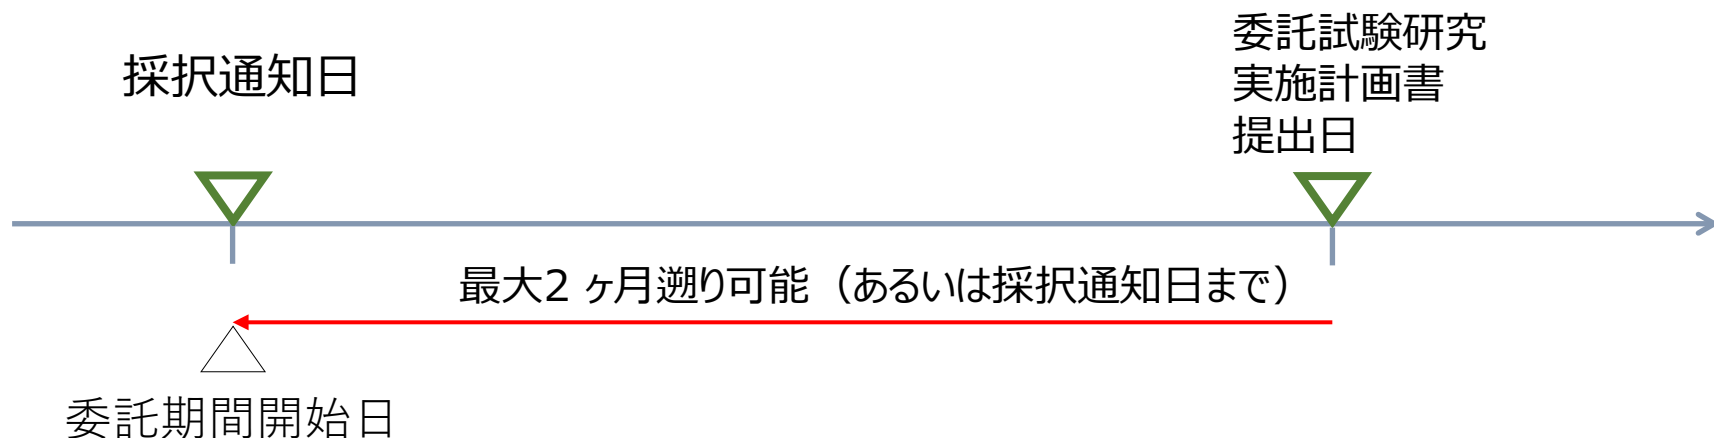 採択通知日
委託試験研究
実施計画書
提出日
最大2 ヶ月遡り可能（あるいは採択通知日まで）
委託期間開始日